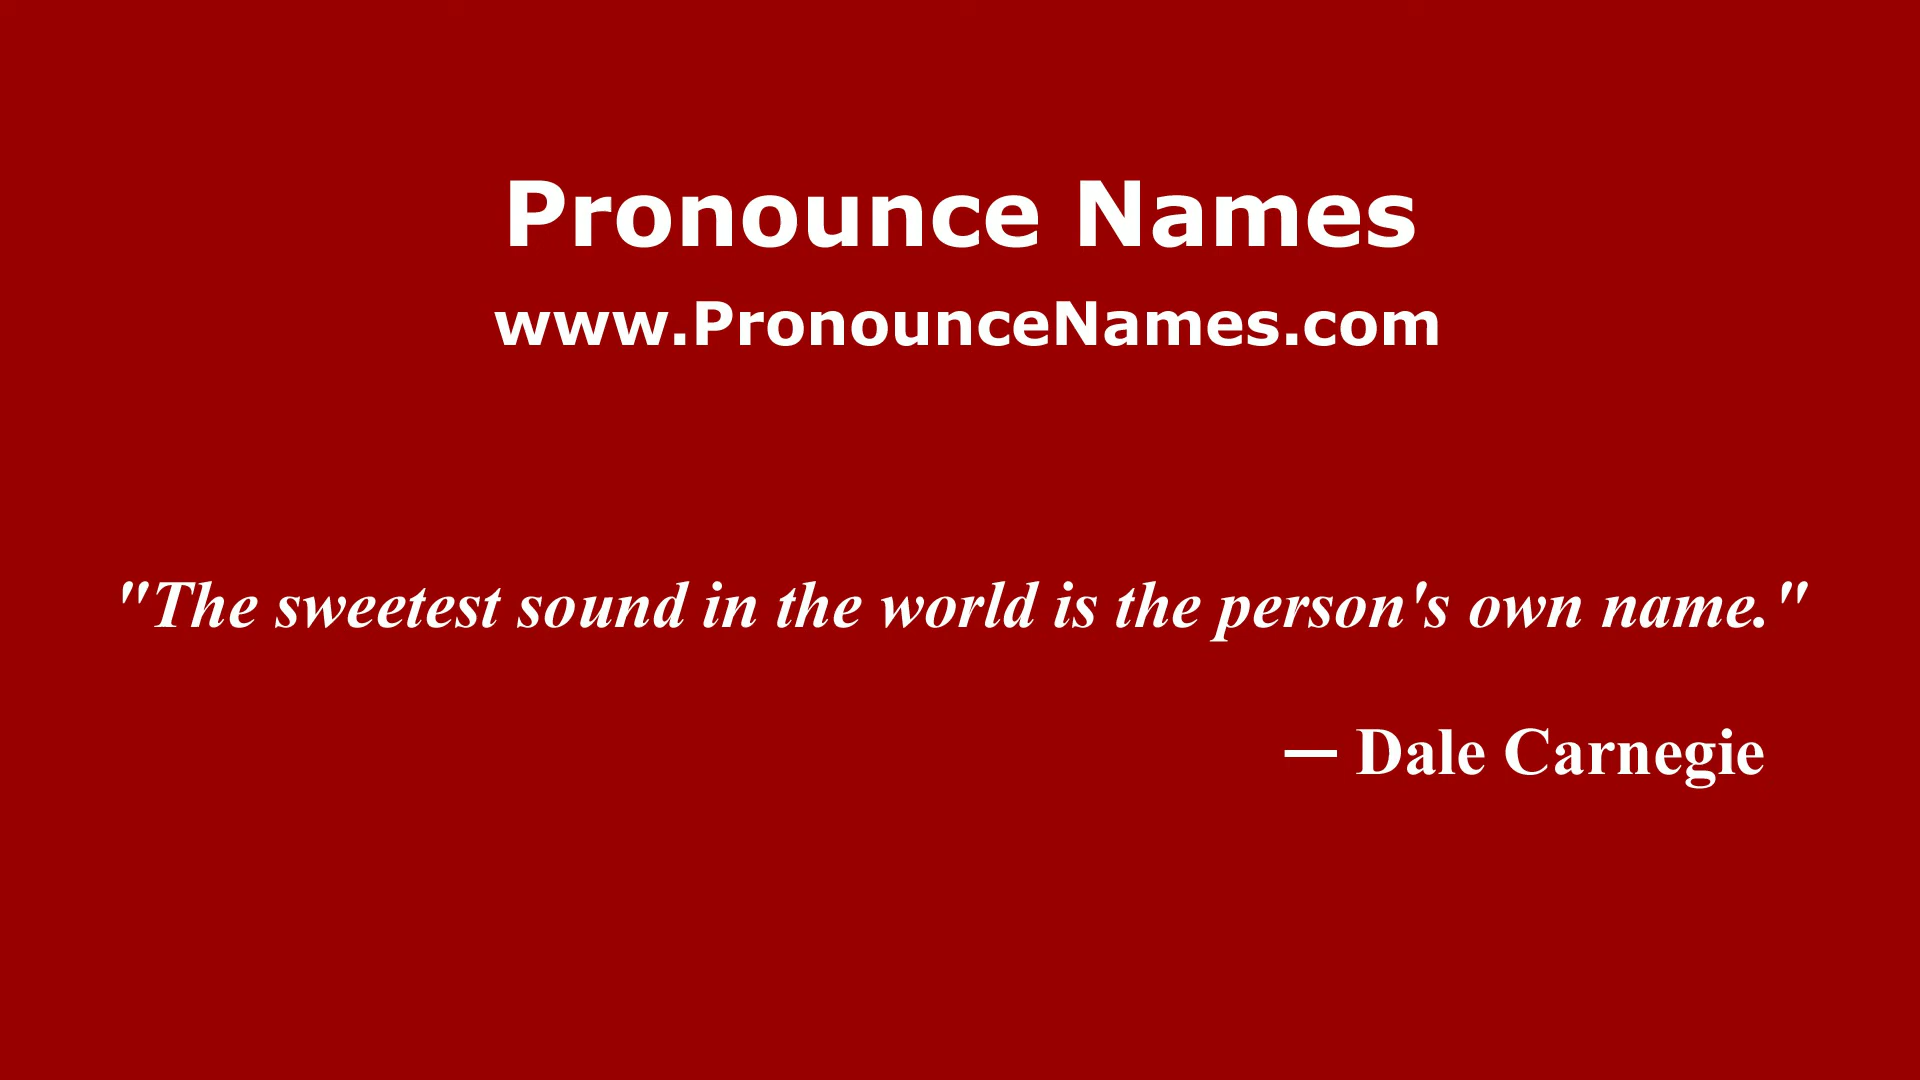 Pronounce Names
www.PronounceNames.com
"The sweetest sound in the world is the person's own name."
— Dale Carnegie